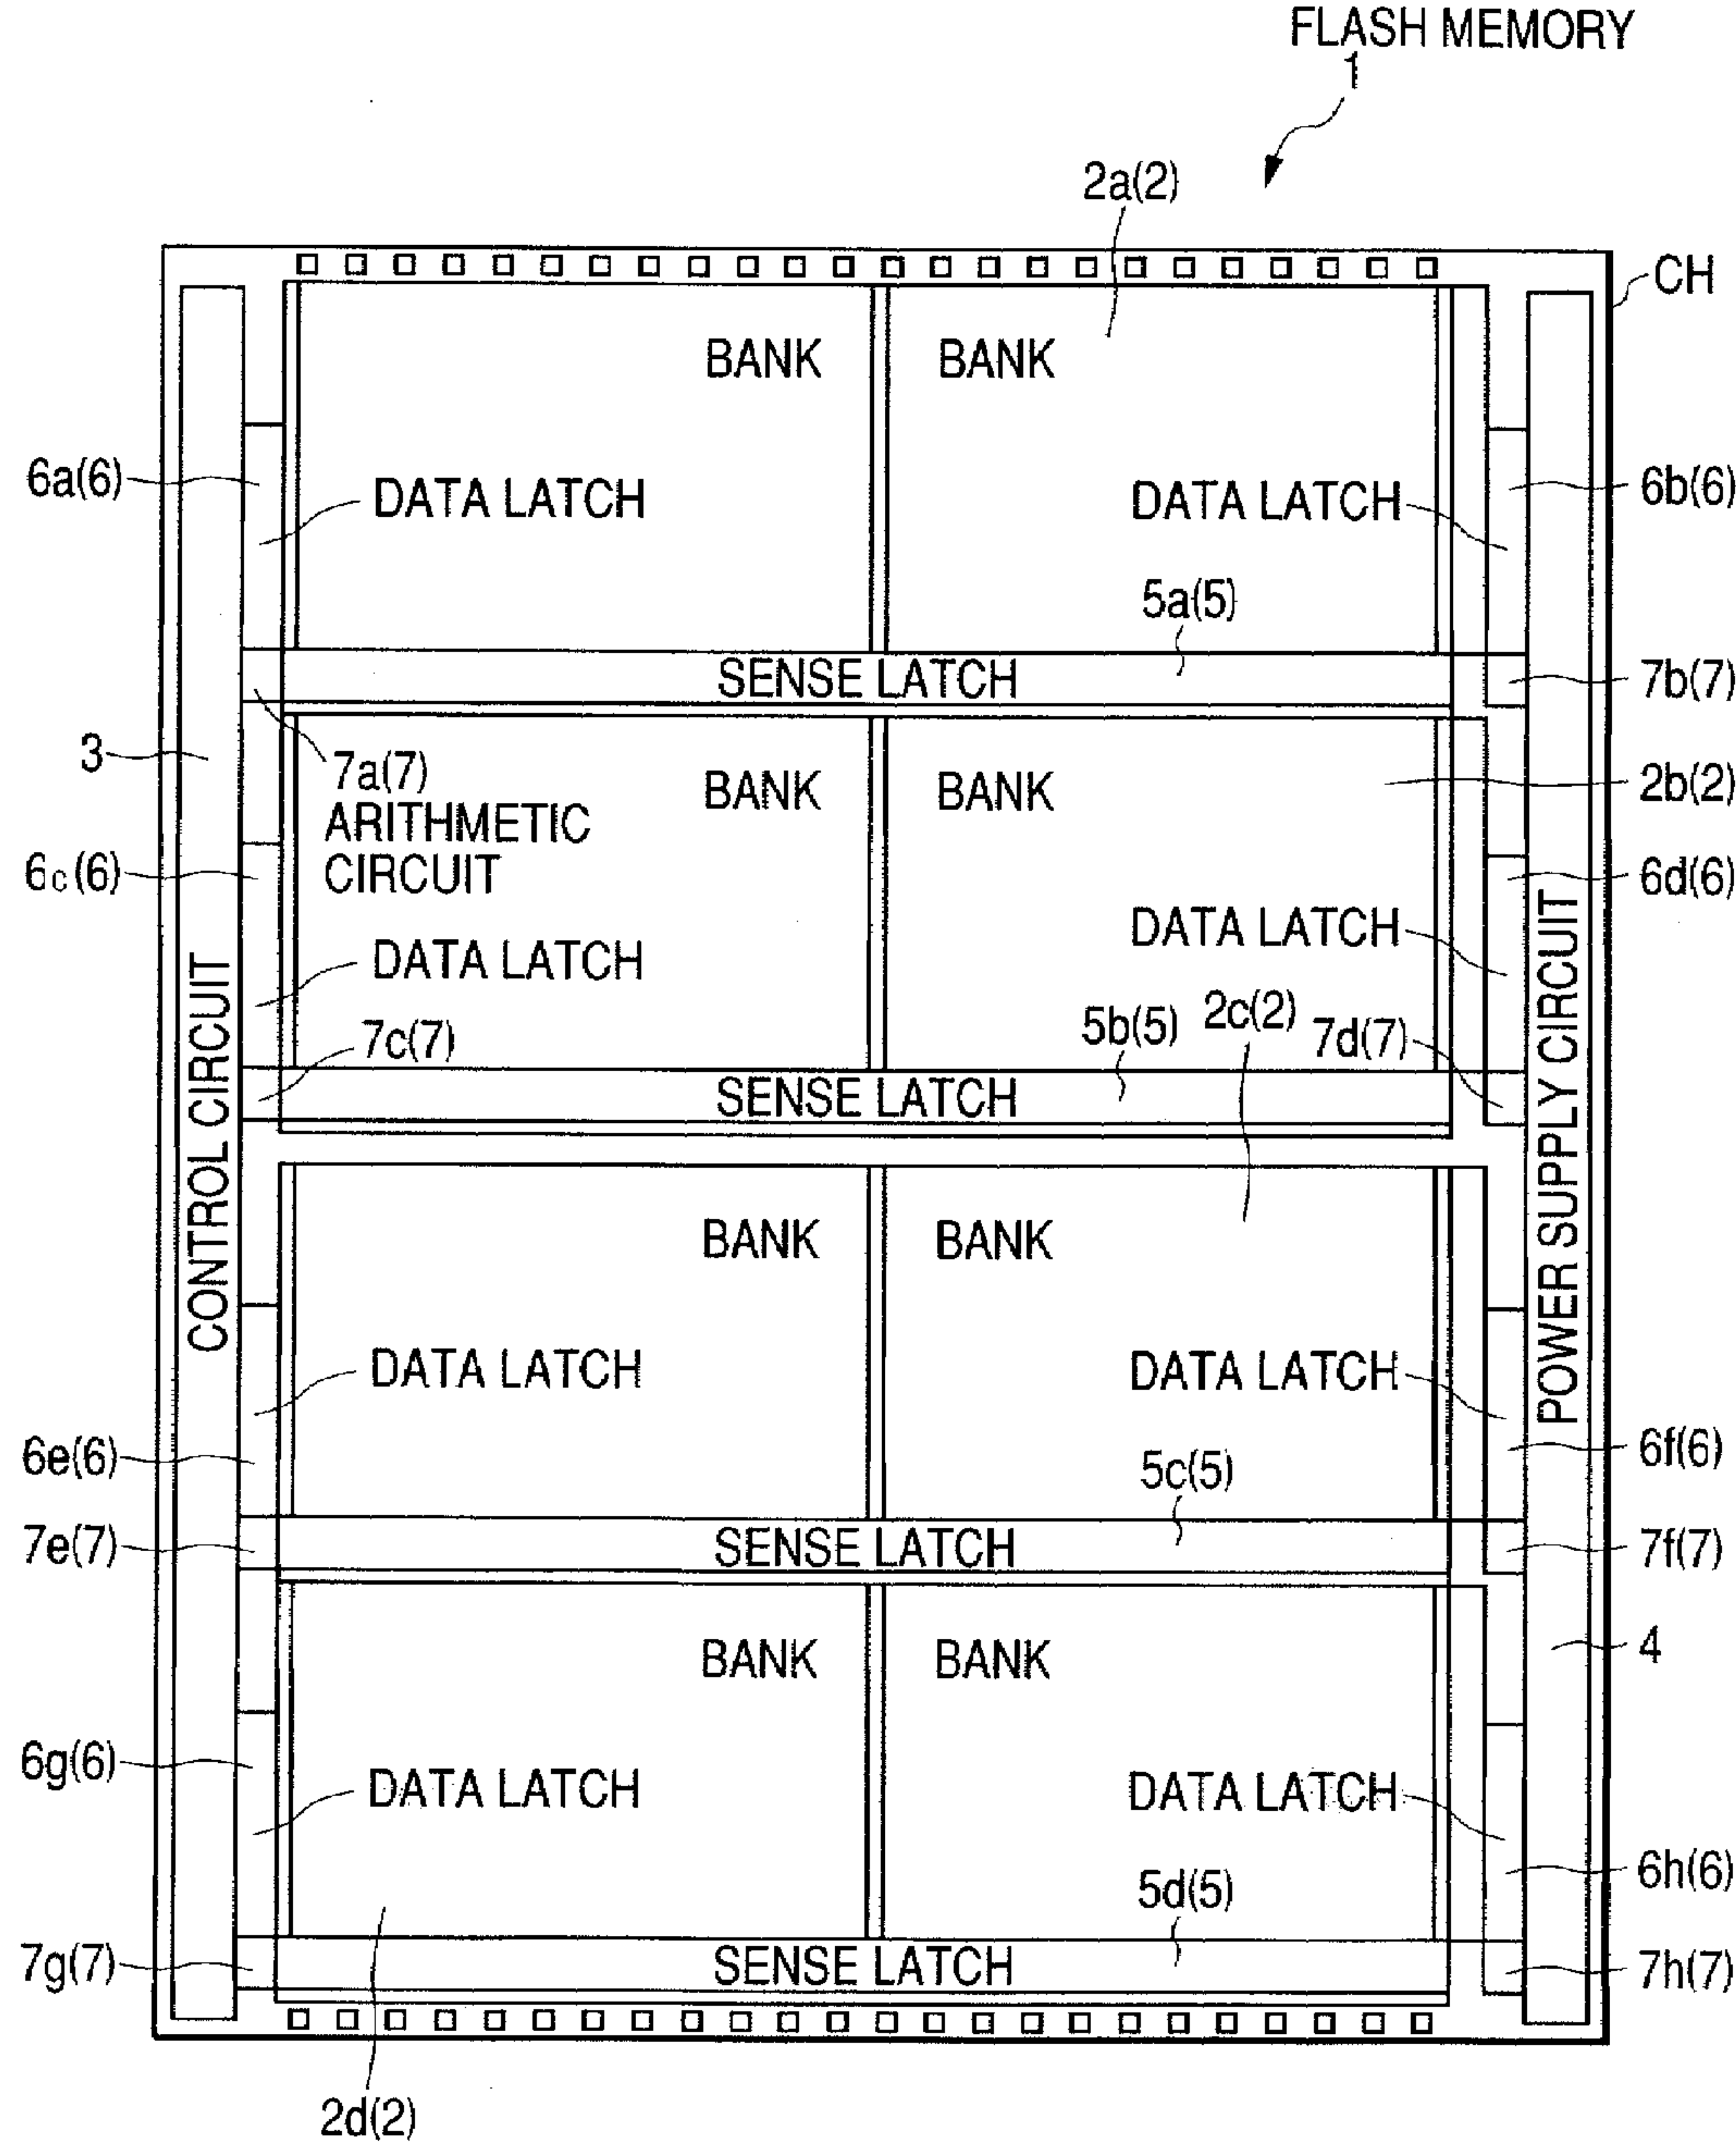 FLASH MEMORY
1
2a(2)
CH
BANK
BANK
6a(6)
DATA LATCH
DATA LATCH
6b(6)
5a(5)
SENSE LATCH
7b(7)
3
7a(7)
ARITHMETIC
CIRCUIT
BANK
BANK
2b(2)
6c(6)
6d(6)
DATA LATCH
DATA LATCH
CONTROL CIRCUIT
POWER SUPPLY CIRCUIT
7c(7)
5b(5)
2c(2)
7d(7)
SENSE LATCH
BANK
BANK
DATA LATCH
DATA LATCH
6e(6)
5c(5)
6f(6)
7e(7)
SENSE LATCH
7f(7)
BANK
BANK
4
6g(6)
DATA LATCH
DATA LATCH
5d(5)
6h(6)
7g(7)
SENSE LATCH
7h(7)
2d(2)